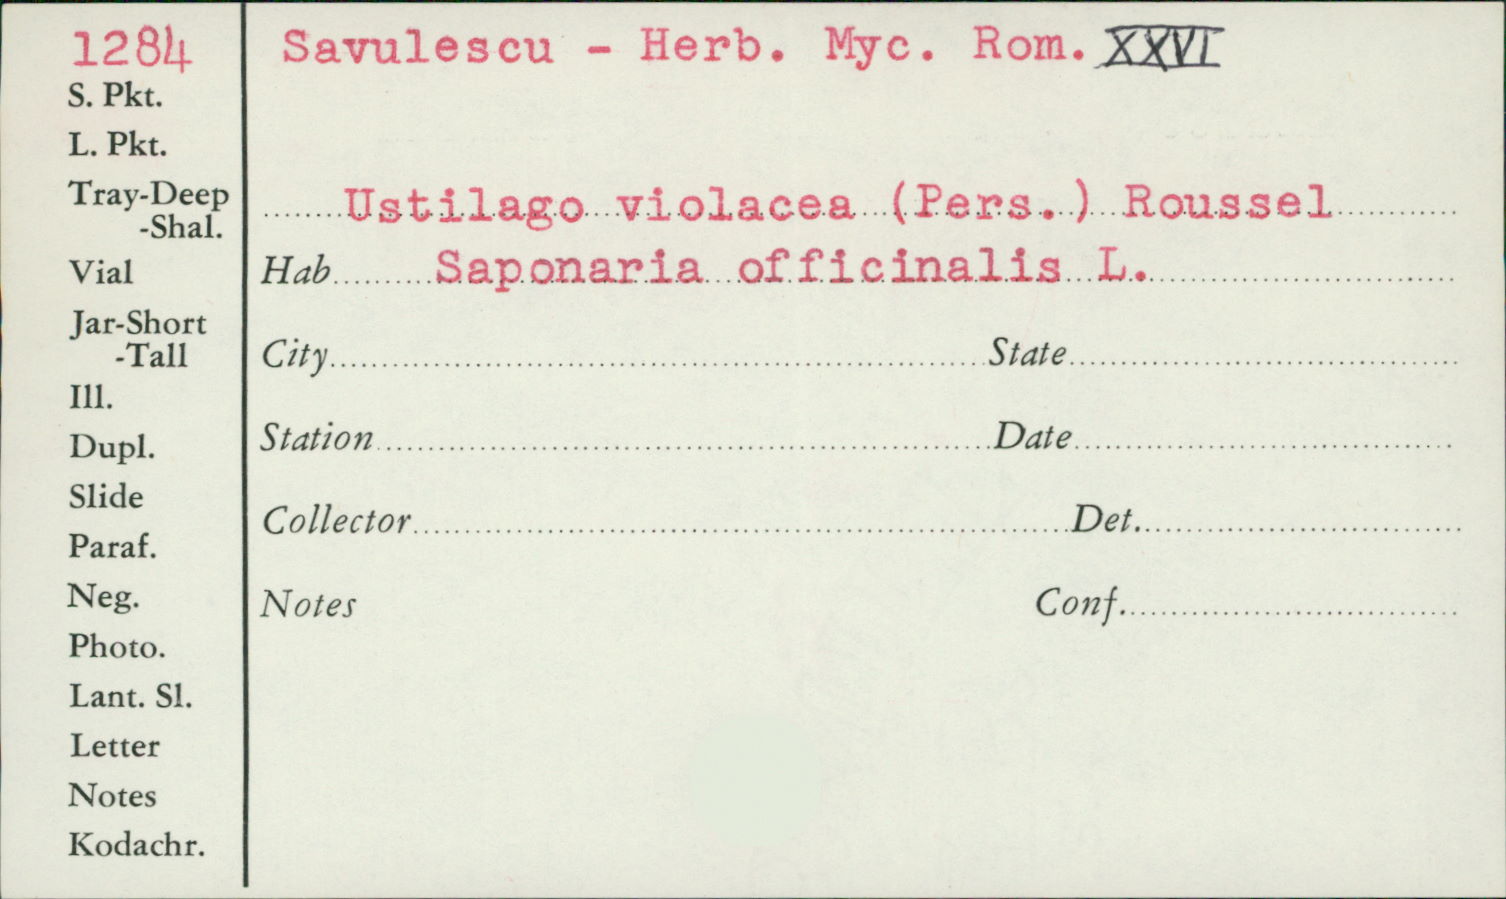 1284
S. Pkt.
L. Pkt.
Tray-Deep
-Shal.
Vial
Jar-Short
-Tall
Ill.
Dupl.
Slide
Paraf.
Neg.
Photo.
Lant. Sl.
Letter
Notes
Kodachr.
Savulescu - Herb. Myc. Rom. XXVI
Ustilago violacea (Pers.) Roussel
Hab Saponaria officinalis L.
City State
Station Date
Collector Det.
Notes Conf.